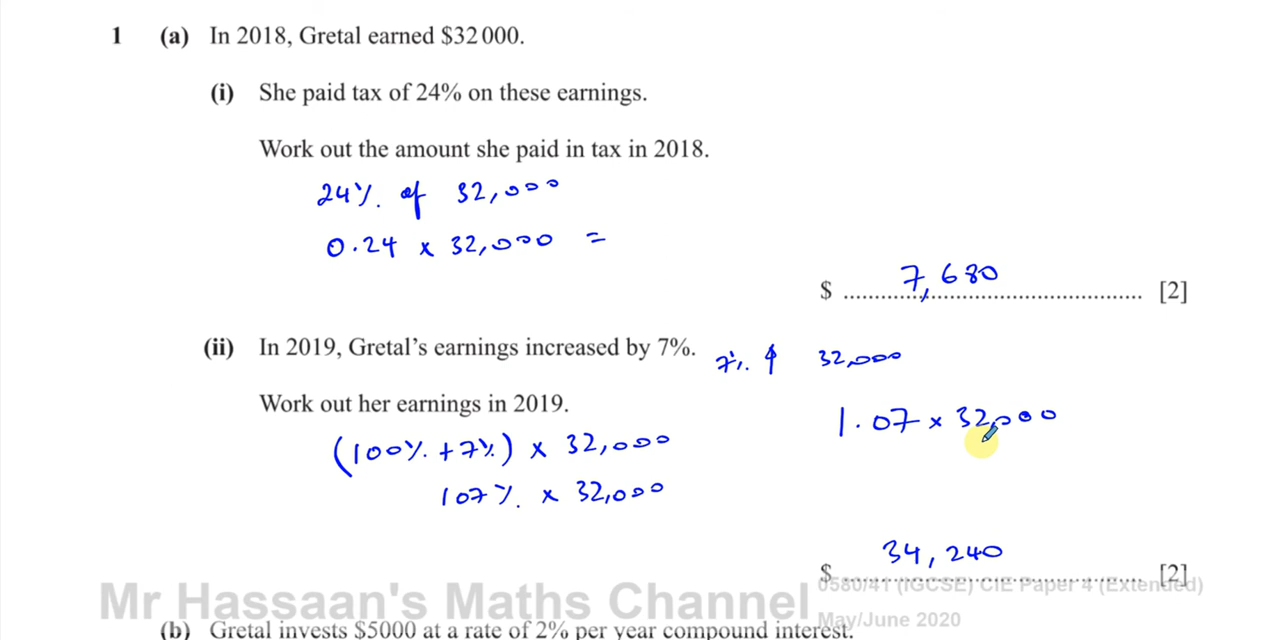 1 (a) In 2018, Gretal earned $32 000.
(i) She paid tax of 24% on these earnings.
Work out the amount she paid in tax in 2018.
24% of 32,000
0.24 x 32,000 =
$ 7,680 [2]
(ii) In 2019, Gretal's earnings increased by 7%. 7% ↑ 32,000
Work out her earnings in 2019.
1.07 x 32,000
(100% + 7%) x 32,000
107% x 32,000
34,240
$ [2]
0580/41 (IGCSE) CIE Paper 4 (Extended)
Mr Hassaan's Maths Channel
May/June 2020
(b) Gretal invests $5000 at a rate of 2% per year compound interest.